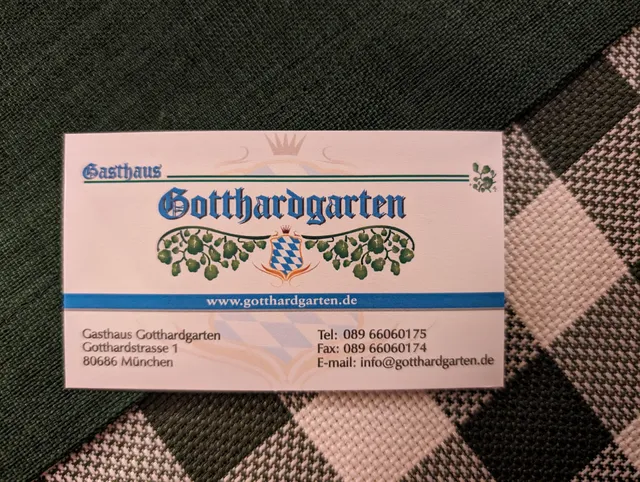 Gasthaus
Gotthardgarten
www.gotthardgarten.de
Gasthaus Gotthardgarten
Gotthardstrasse 1
80686 München
Tel: 089 66060175
Fax: 089 66060174
E-mail: info@gotthardgarten.de